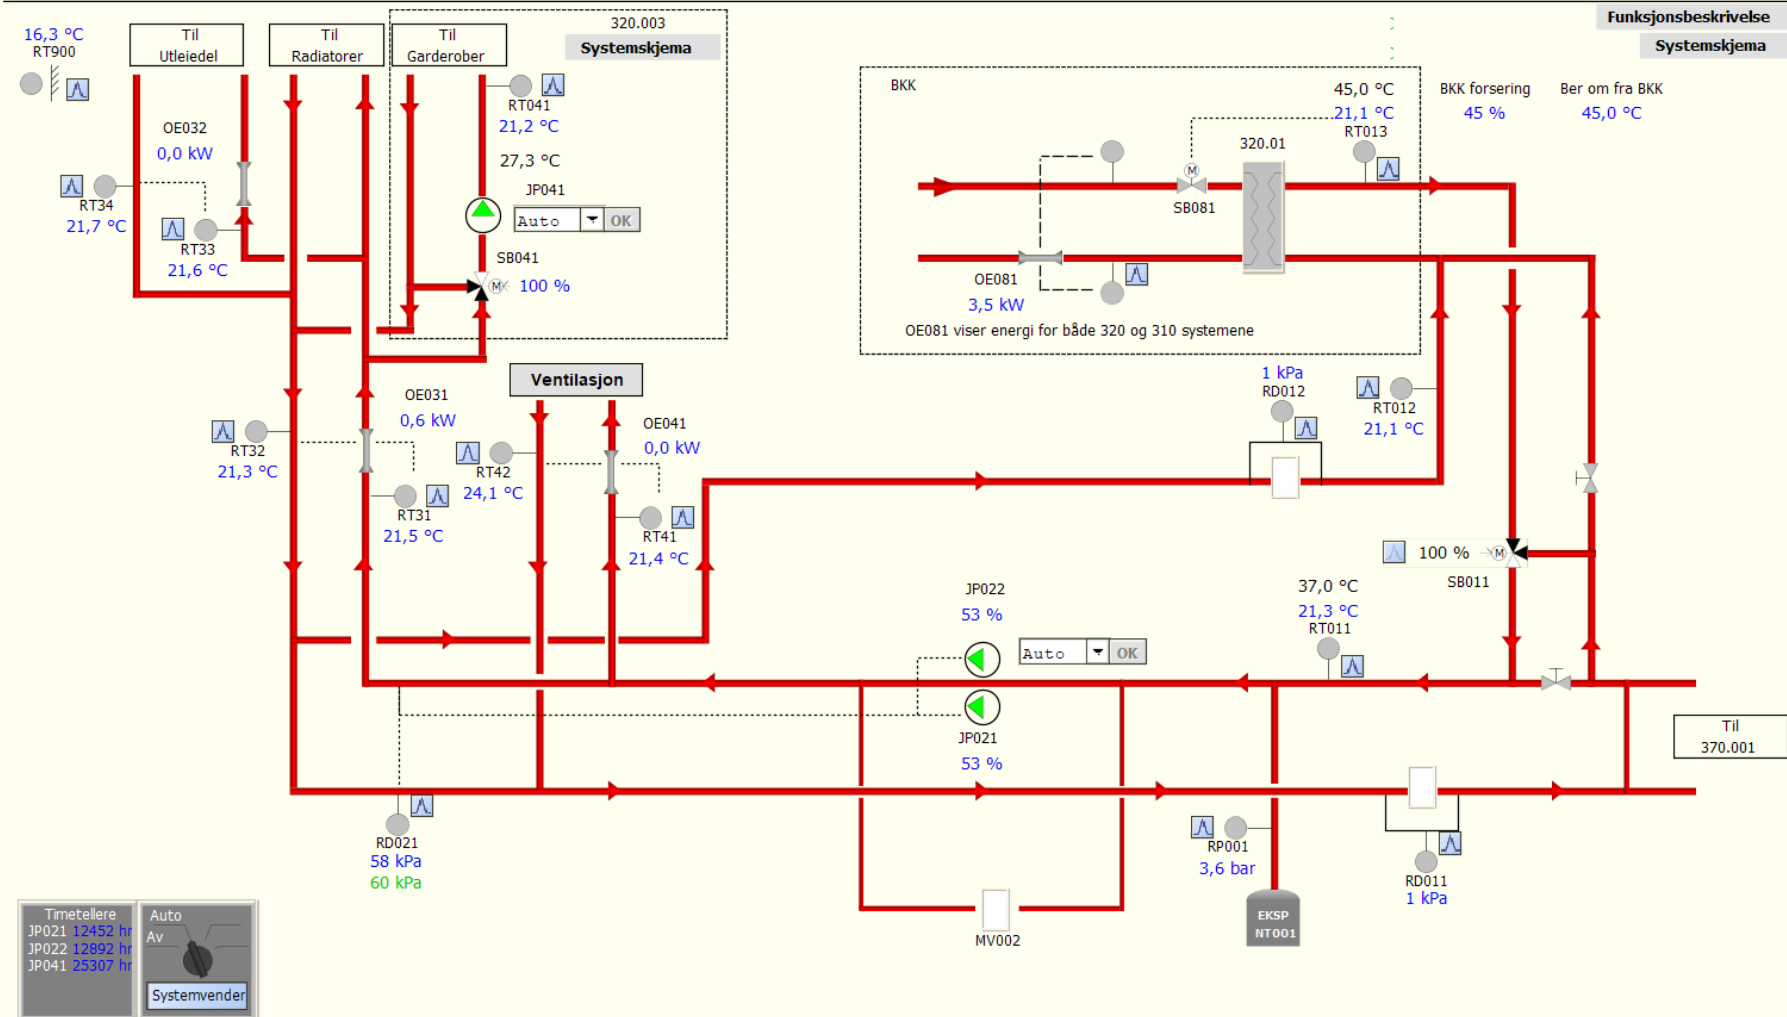 320.003
Funksjonsbeskrivelse
Systemskjema
Systemskjema
16,3 °C
RT900
Til
Utleiedel
Til
Radiatorer
Til
Garderober
RT041
21,2 °C
27,3 °C
JP041
Auto
OK
SB041
M
100 %
OE032
0,0 kW
RT34
21,7 °C
RT33
21,6 °C
BKK
45,0 °C
21,1 °C
RT013
BKK forsering
45 %
Ber om fra BKK
45,0 °C
320.01
M
SB081
OE081
3,5 kW
OE081 viser energi for både 320 og 310 systemene
Ventilasjon
OE031
0,6 kW
OE041
0,0 kW
RT32
21,3 °C
RT42
24,1 °C
RT31
21,5 °C
RT41
21,4 °C
1 kPa
RD012
RT012
21,1 °C
100 %
M
SB011
37,0 °C
21,3 °C
RT011
JP022
53 %
Auto
OK
JP021
53 %
Til
370.001
RD021
58 kPa
60 kPa
RP001
3,6 bar
RD011
1 kPa
EKSP
NT001
MV002
Timetellere
JP021 12452 hr
JP022 12892 hr
JP041 25307 hr
Auto
Av
Systemvender